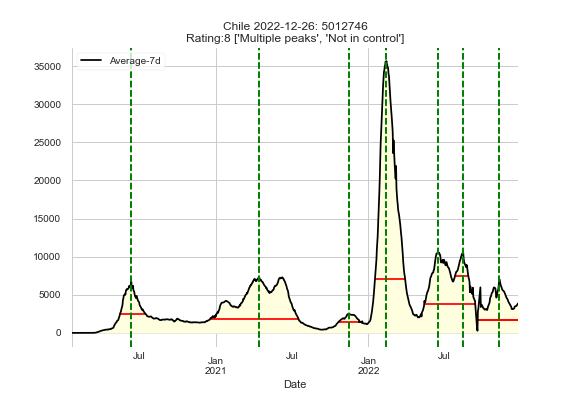 Chile 2022-12-26: 5012746
Rating:8 ['Multiple peaks', 'Not in control']
Average-7d
35000
30000
25000
20000
15000
10000
5000
0
Jul
Jan
2021
Jul
Jan
2022
Jul
Date